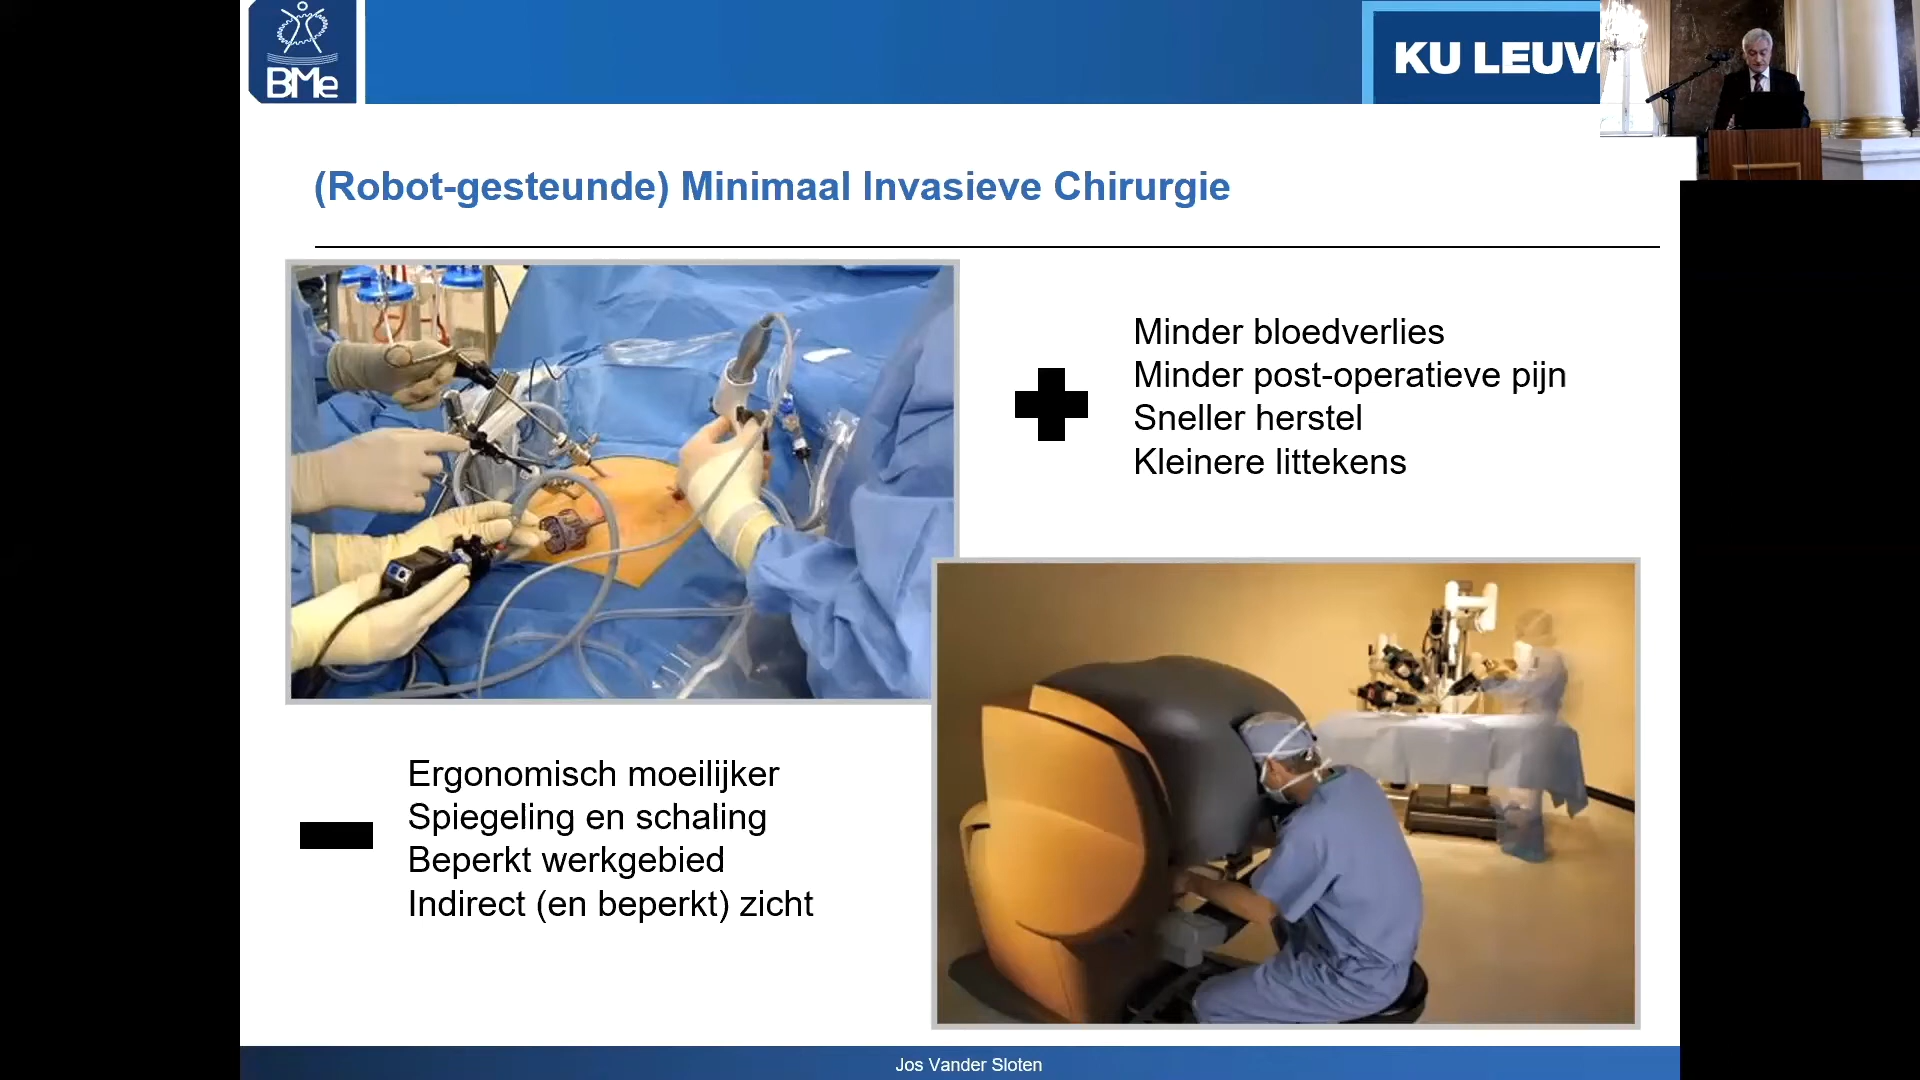 BMe
KU LEUV
(Robot-gesteunde) Minimaal Invasieve Chirurgie
Minder bloedverlies
Minder post-operatieve pijn
Sneller herstel
Kleinere littekens
Ergonomisch moeilijker
Spiegeling en schaling
Beperkt werkgebied
Indirect (en beperkt) zicht
Jos Vander Sloten